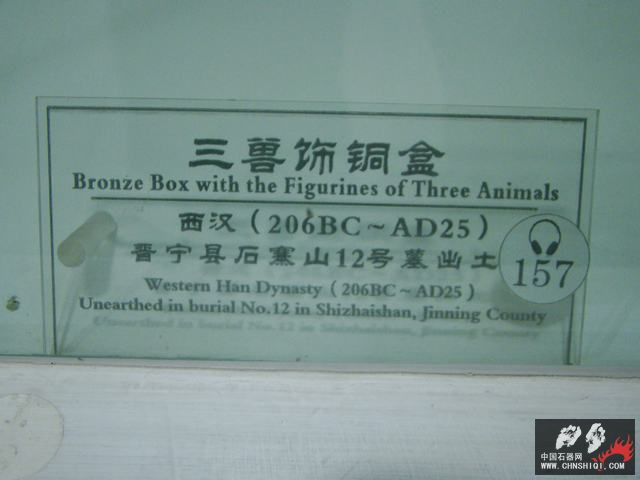 三兽饰铜盒
Bronze Box with the Figurines of Three Animals
西汉（206BC～AD25）
晋宁县石寨山12号墓出土
157
Western Han Dynasty（206BC～AD25）
Unearthed in burial No.12 in Shizhaishan, Jinning County
中国石器网
WWW.CHNSHIQI.COM